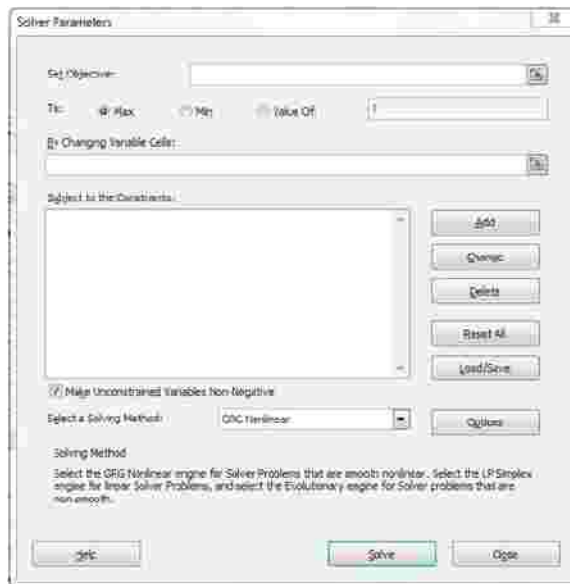 Solver Parameters
Set Objective:
To: Max Min Value Of:
By Changing Variable Cells:
Subject to the Constraints:
Add
Change
Delete
Reset All
Load/Save
Make Unconstrained Variables Non-Negative
Select a Solving Method: GRG Nonlinear Options
Solving Method
Select the GRG Nonlinear engine for Solver Problems that are smooth nonlinear. Select the LP Simplex
engine for linear Solver Problems, and select the Evolutionary engine for Solver problems that are
non-smooth.
Help Solve Close